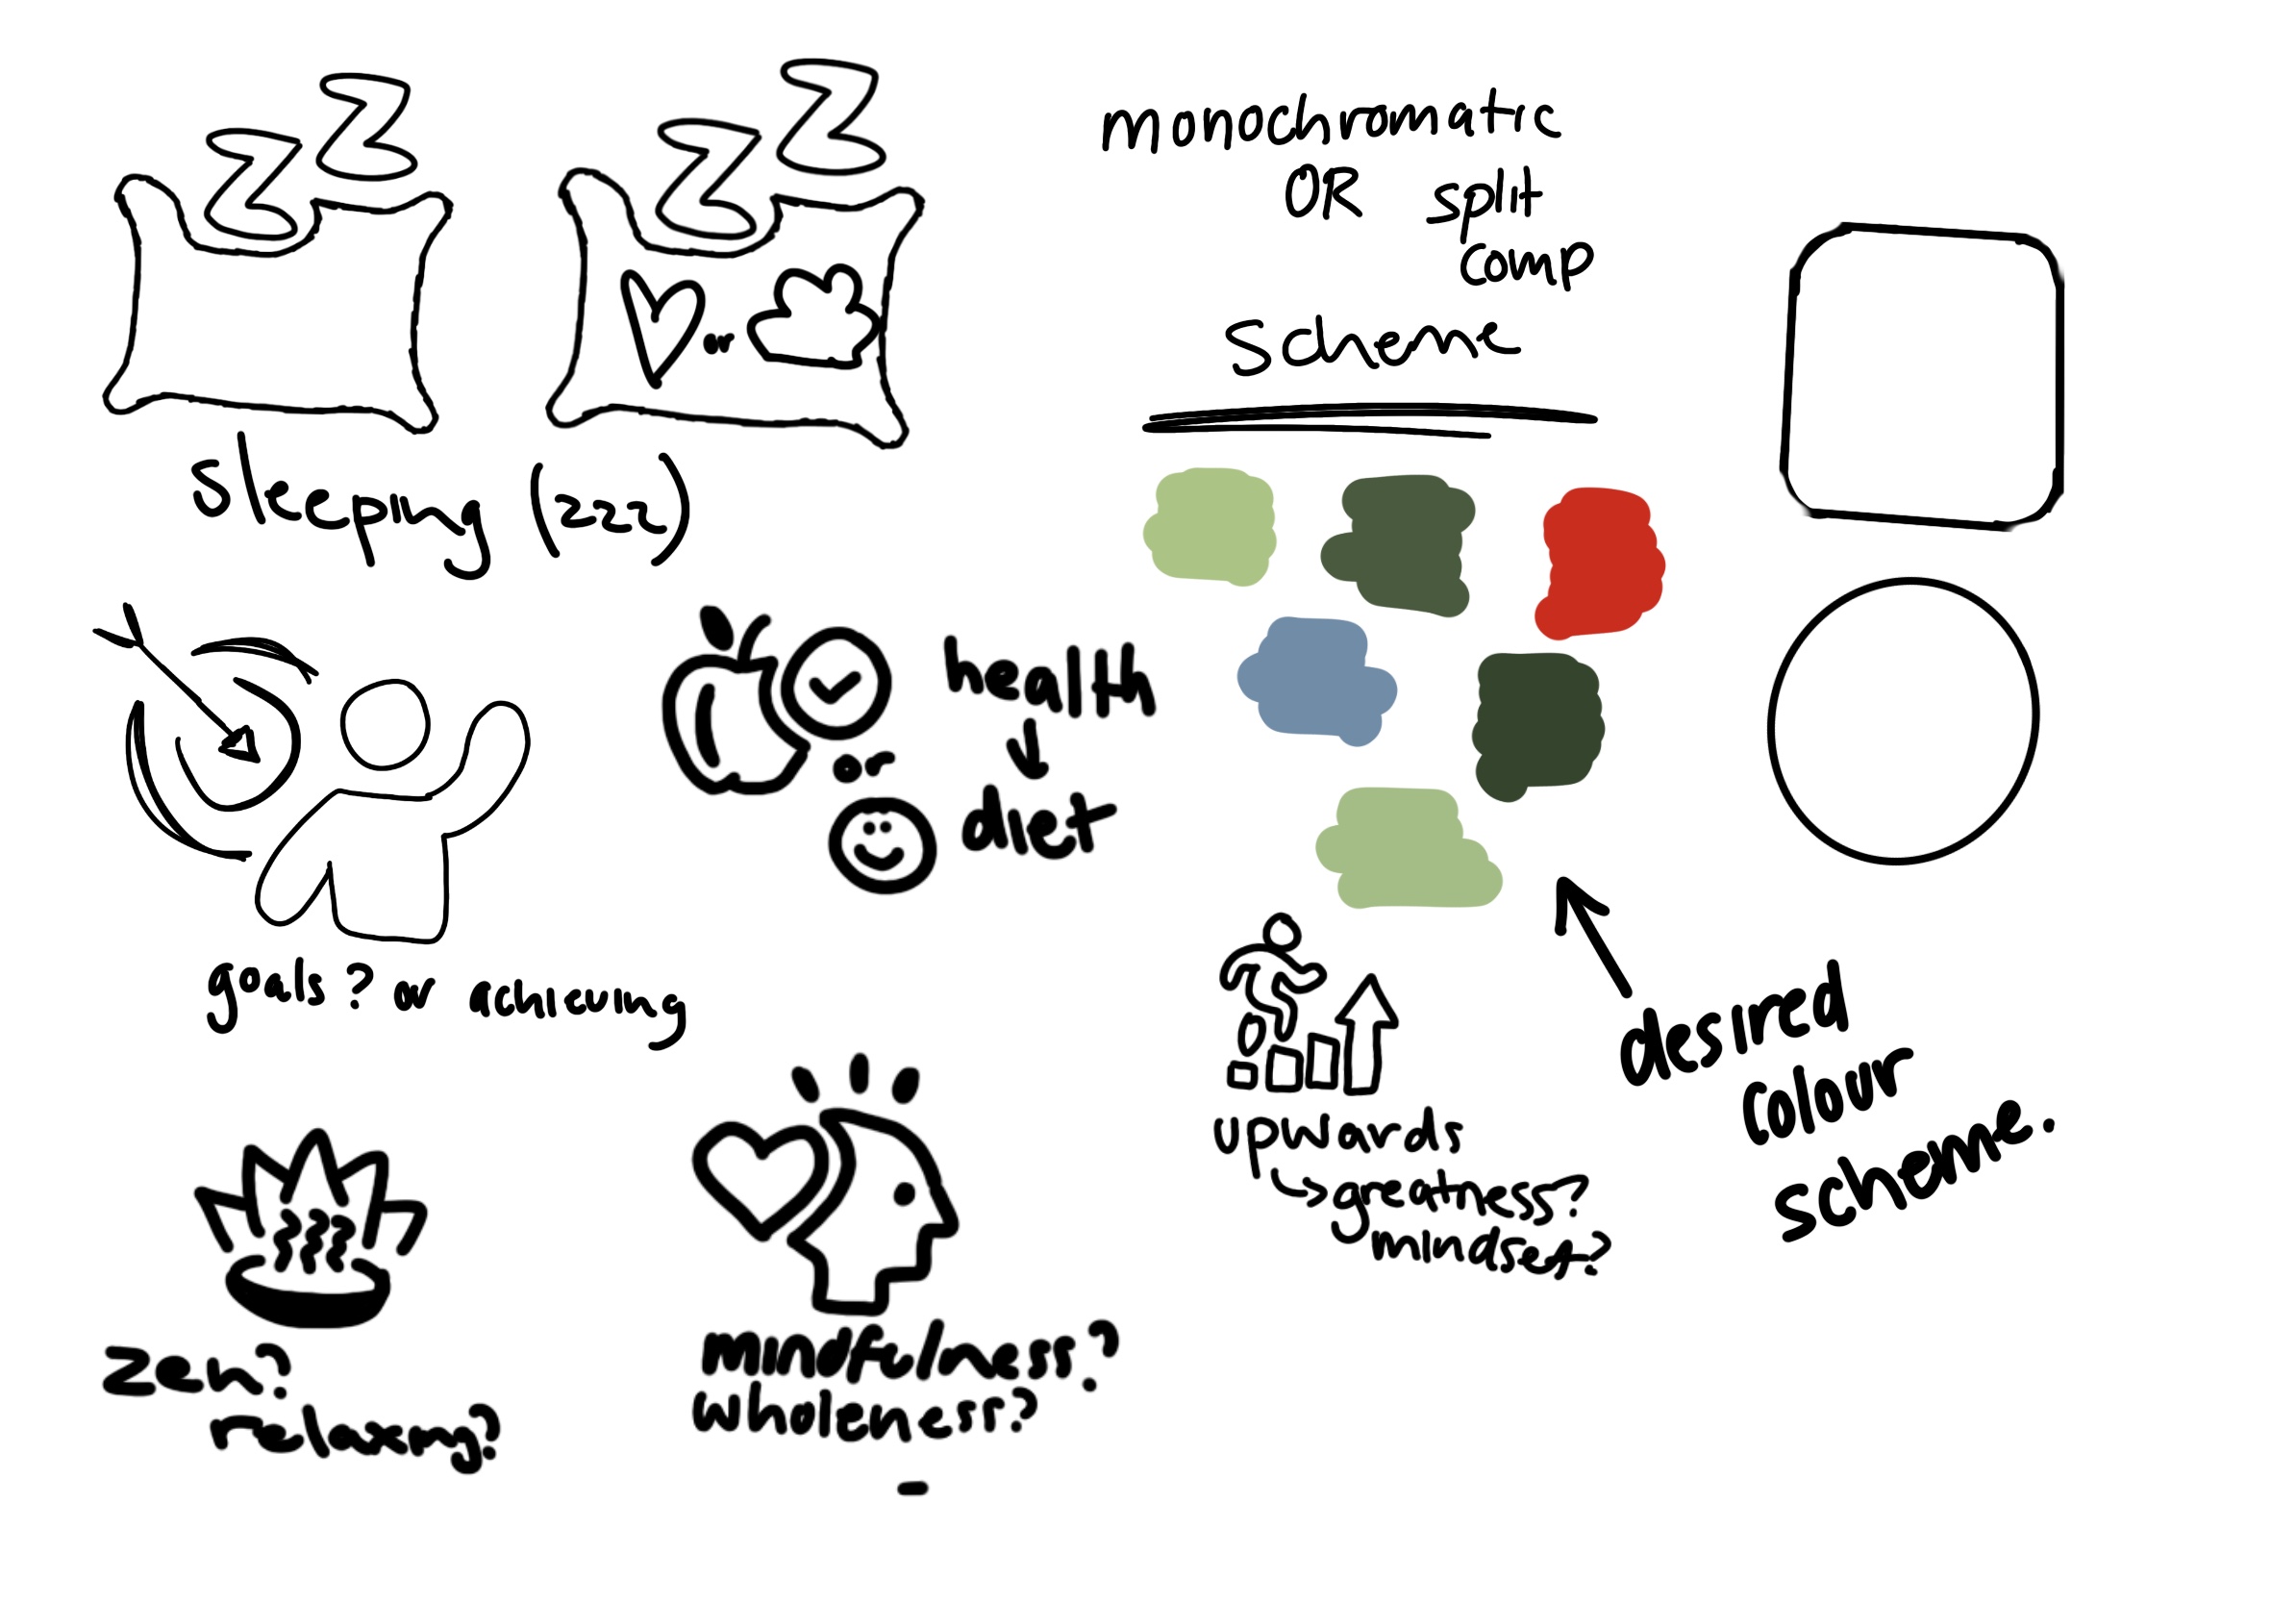 Z Z
Z Z
monochromatic
OR split
comp
scheme
or
sleeping (zzz)
health
or
diet
goals? or achieving
upwards
greatness?
mindset?
desired
colour
scheme.
zen?
relaxing?
mindfulness?
wholeness?